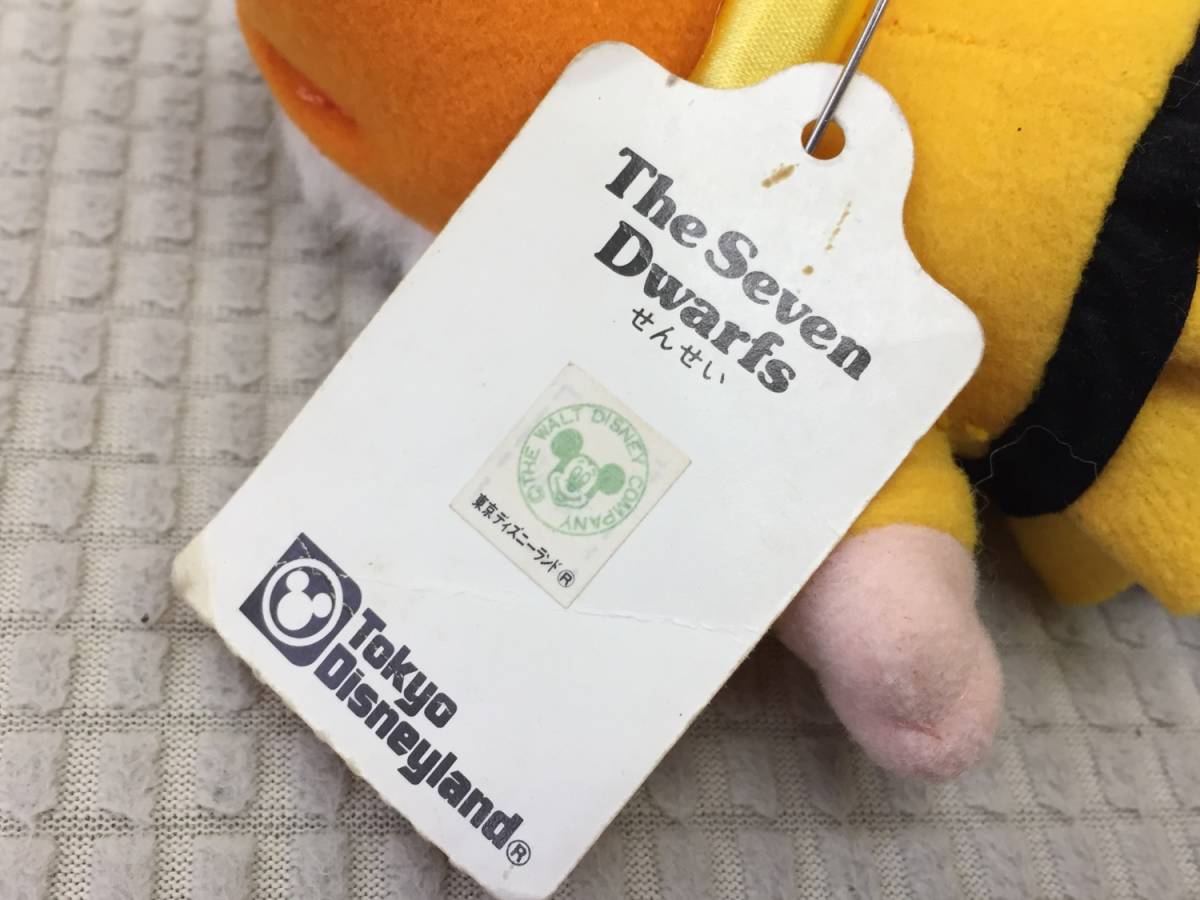 The Seven
Dwarfs
せんせい
©THE WALT DISNEY COMPANY
東京ディズニーランド®
Tokyo
Disneyland®